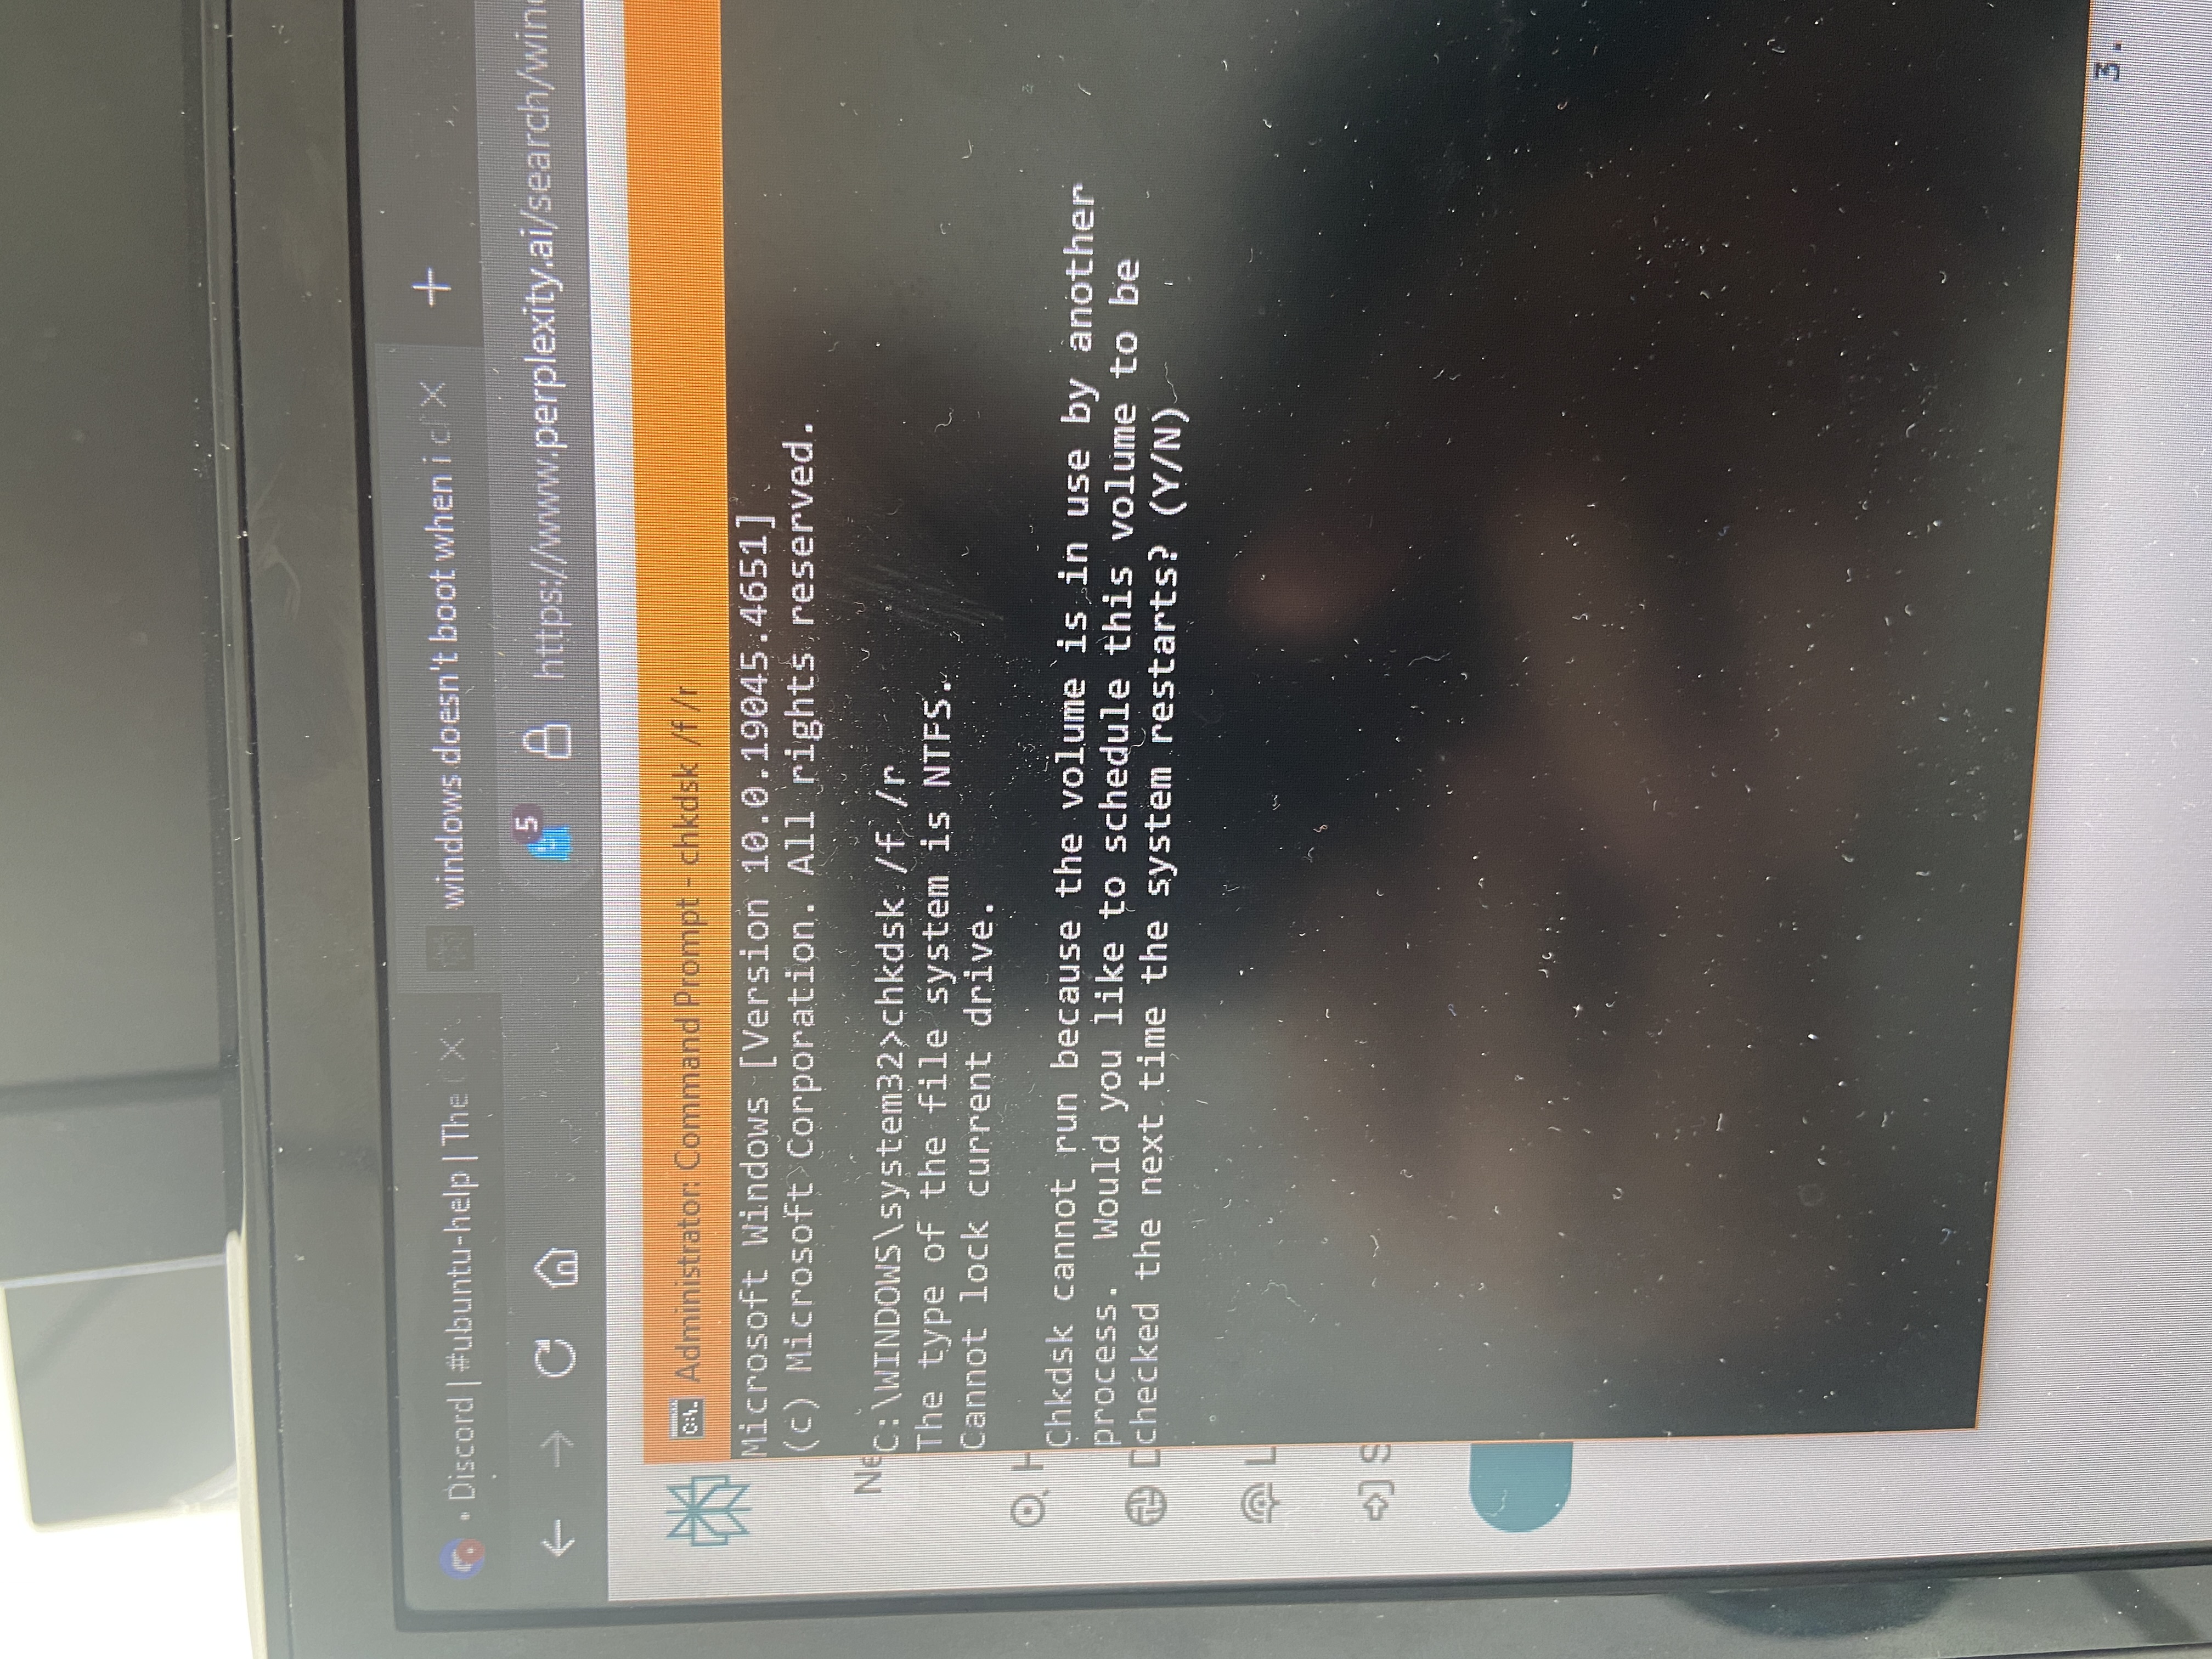 • Discord | #ubuntu-help | The
windows doesn't boot when i
5
https://www.perplexity.ai/search/win
Administrator: Command Prompt - chkdsk /f /r
Microsoft Windows [Version 10.0.19045.4651]
(c) Microsoft Corporation. All rights reserved.
Ne
C:\WINDOWS\system32>chkdsk /f /r
The type of the file system is NTFS.
Cannot lock current drive.
Chkdsk cannot run because the volume is in use by another
process.  Would you like to schedule this volume to be
checked the next time the system restarts? (Y/N)
L
S
3.